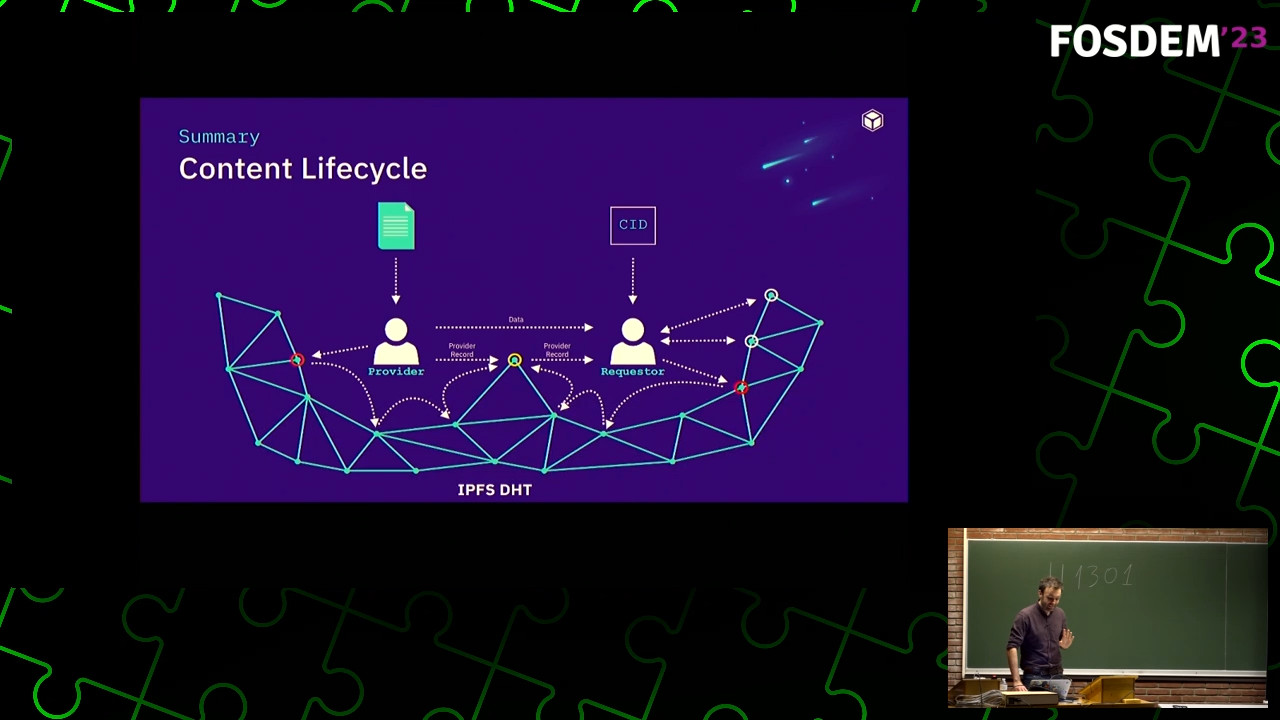 FOSDEM'23
Summary
Content Lifecycle
CID
Data
Provider
Record
Provider
Record
Provider
Requestor
IPFS DHT
H1301